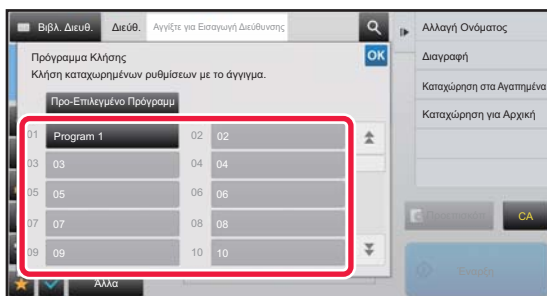 Βιβλ. Διευθ. Διεύθ. Αγγίξτε για Εισαγωγή Διεύθυνσης
Πρόγραμμα Κλήσης OK
Κλήση καταχωρημένων ρυθμίσεων με το άγγιγμα.
Προ-Επιλεγμένο Πρόγραμμ
01 Program 1 02 02
03 03 04 04
05 05 06 06
07 07 08 08
09 09 10 10
Άλλα
Αλλαγή Ονόματος
Διαγραφή
Καταχώρηση στα Αγαπημένα
Καταχώρηση για Αρχική
CA
Έναρξη